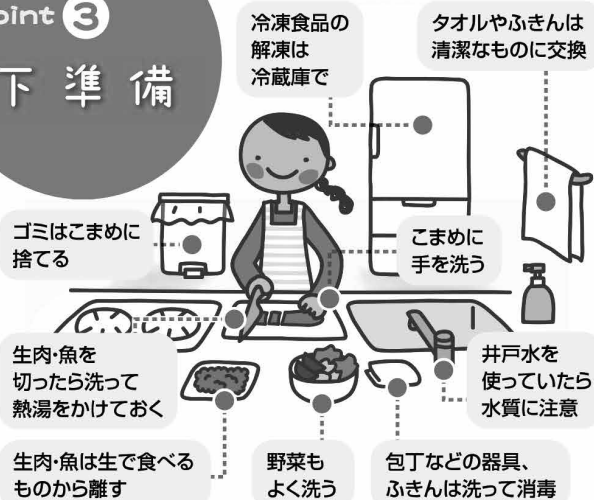 point 3
下準備
冷凍食品の
解凍は
冷蔵庫で
タオルやふきんは
清潔なものに交換
ゴミはこまめに
捨てる
こまめに
手を洗う
生肉・魚を
切ったら洗って
熱湯をかけておく
井戸水を
使っていたら
水質に注意
生肉・魚は生で食べる
ものから離す
野菜も
よく洗う
包丁などの器具、
ふきんは洗って消毒